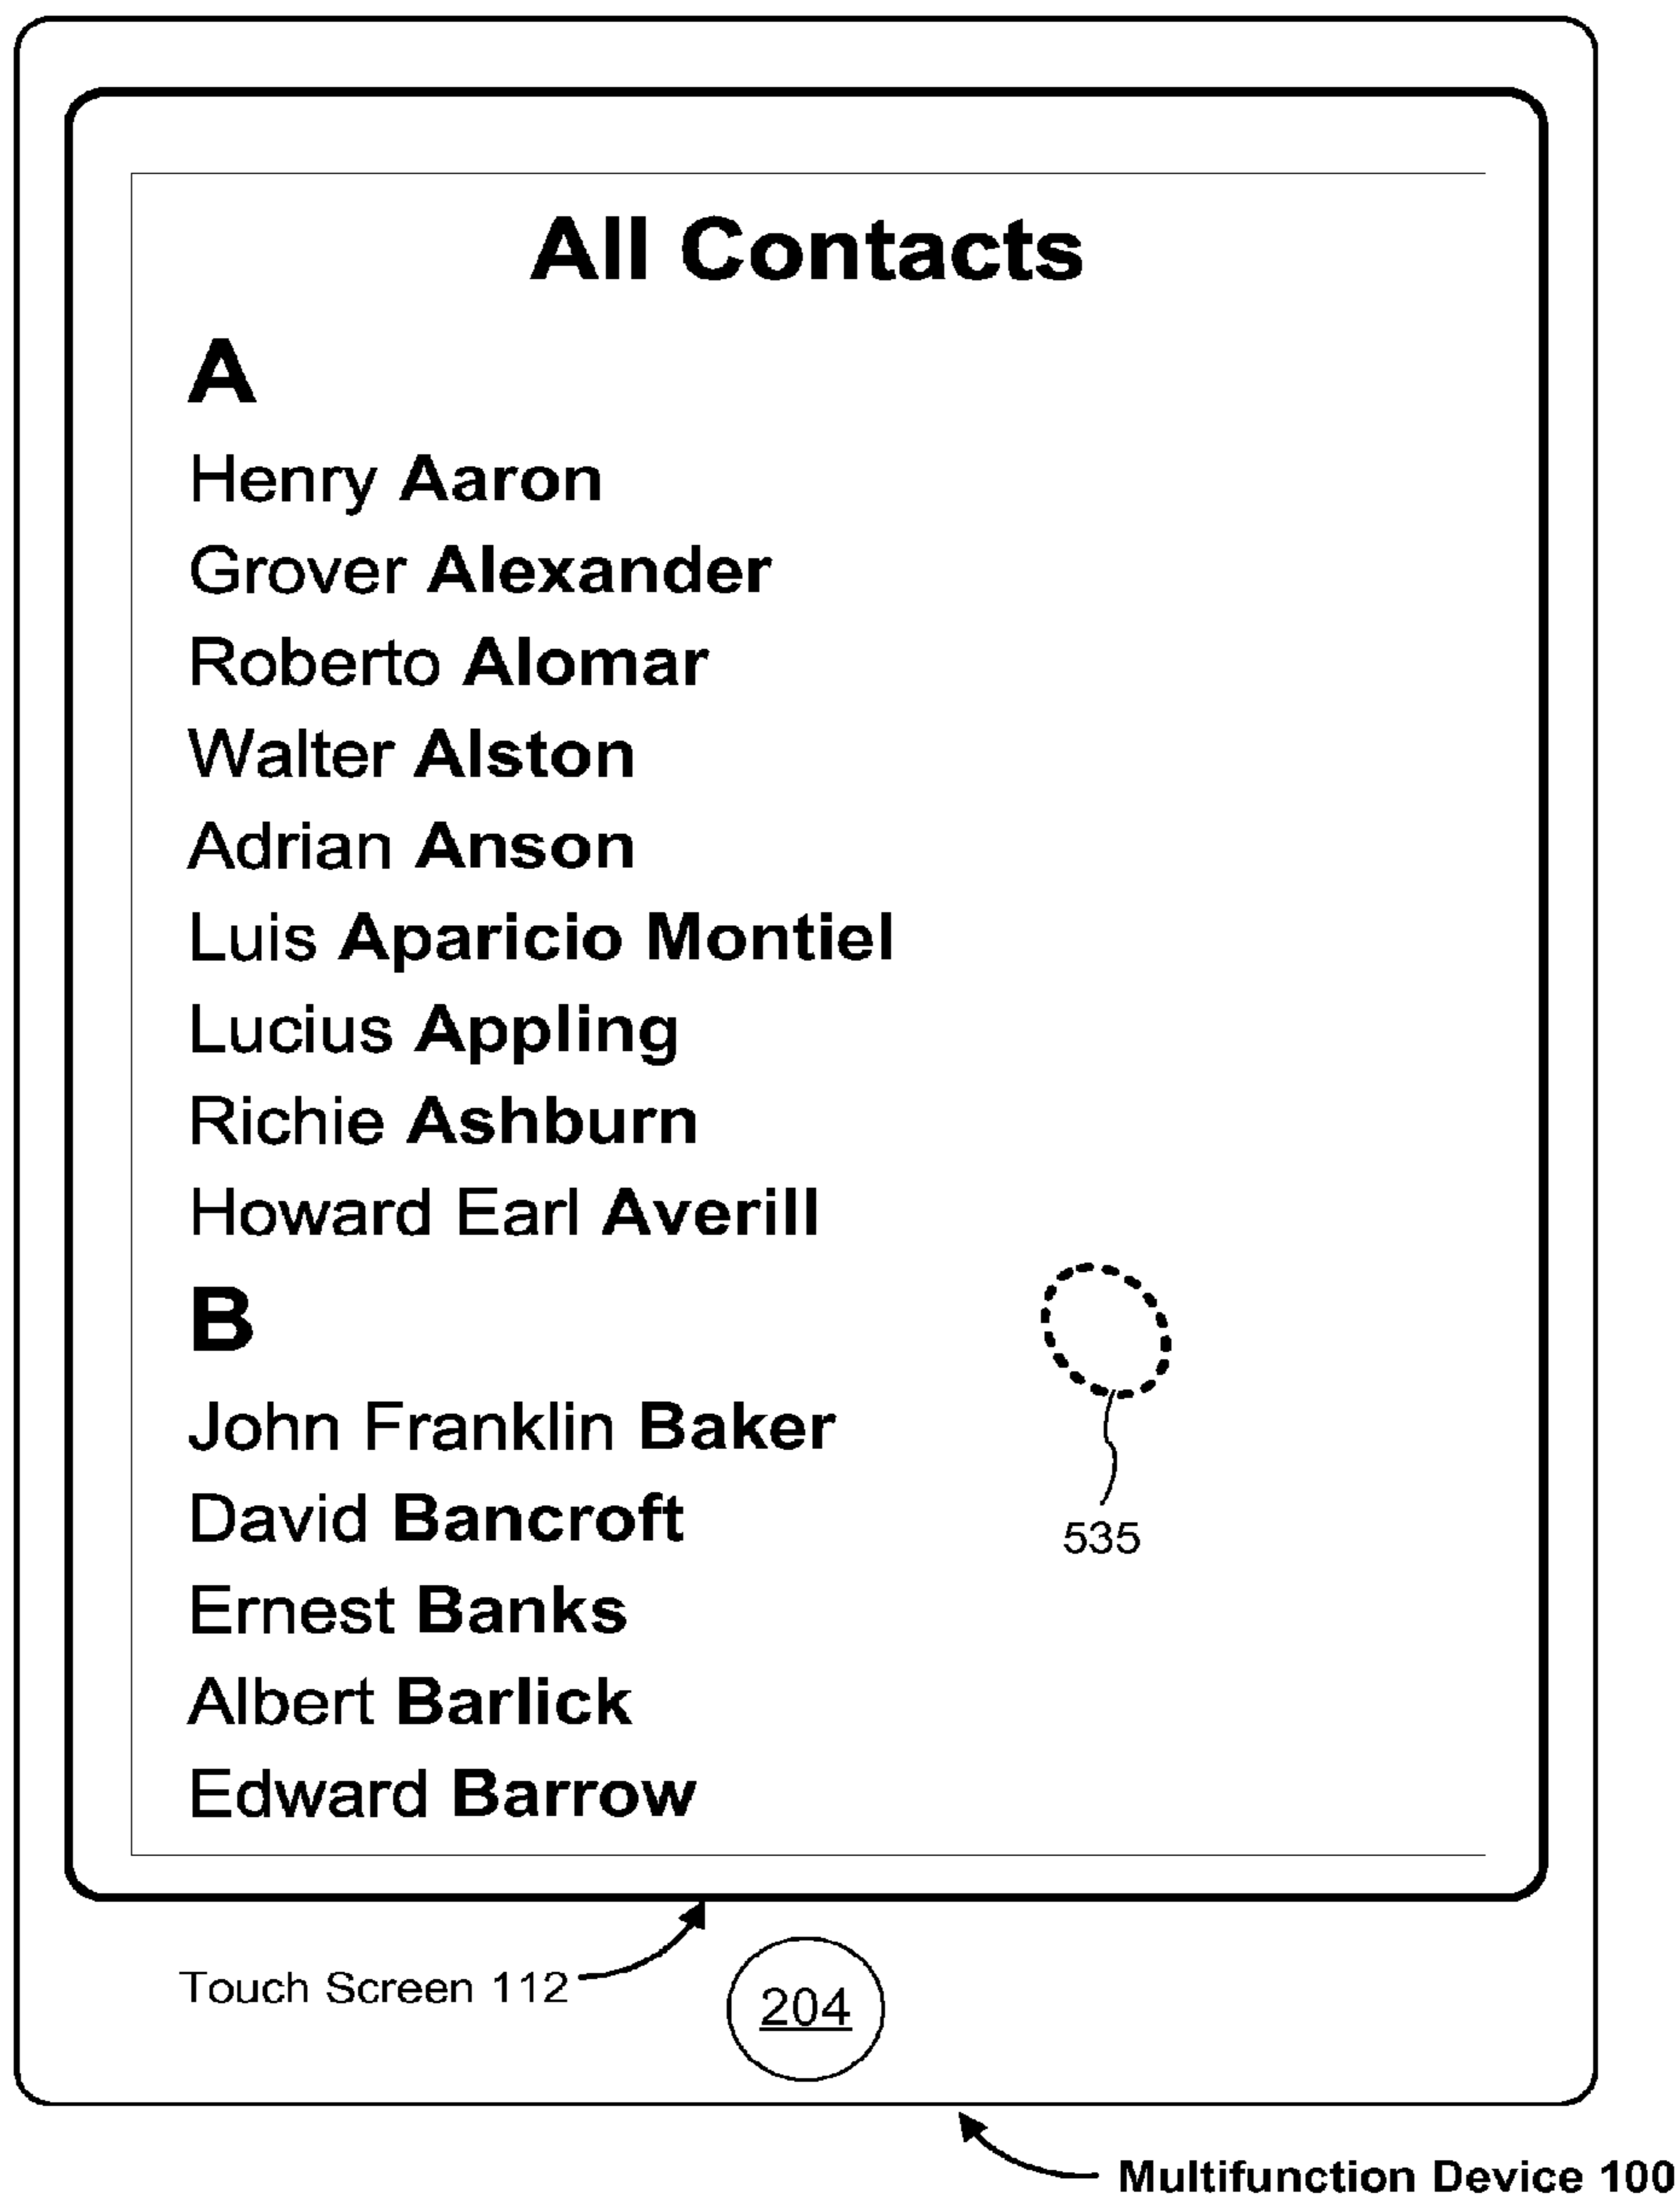 All Contacts
A
Henry Aaron
Grover Alexander
Roberto Alomar
Walter Alston
Adrian Anson
Luis Aparicio Montiel
Lucius Appling
Richie Ashburn
Howard Earl Averill
B
John Franklin Baker
David Bancroft
535
Ernest Banks
Albert Barlick
Edward Barrow
Touch Screen 112
204
Multifunction Device 100